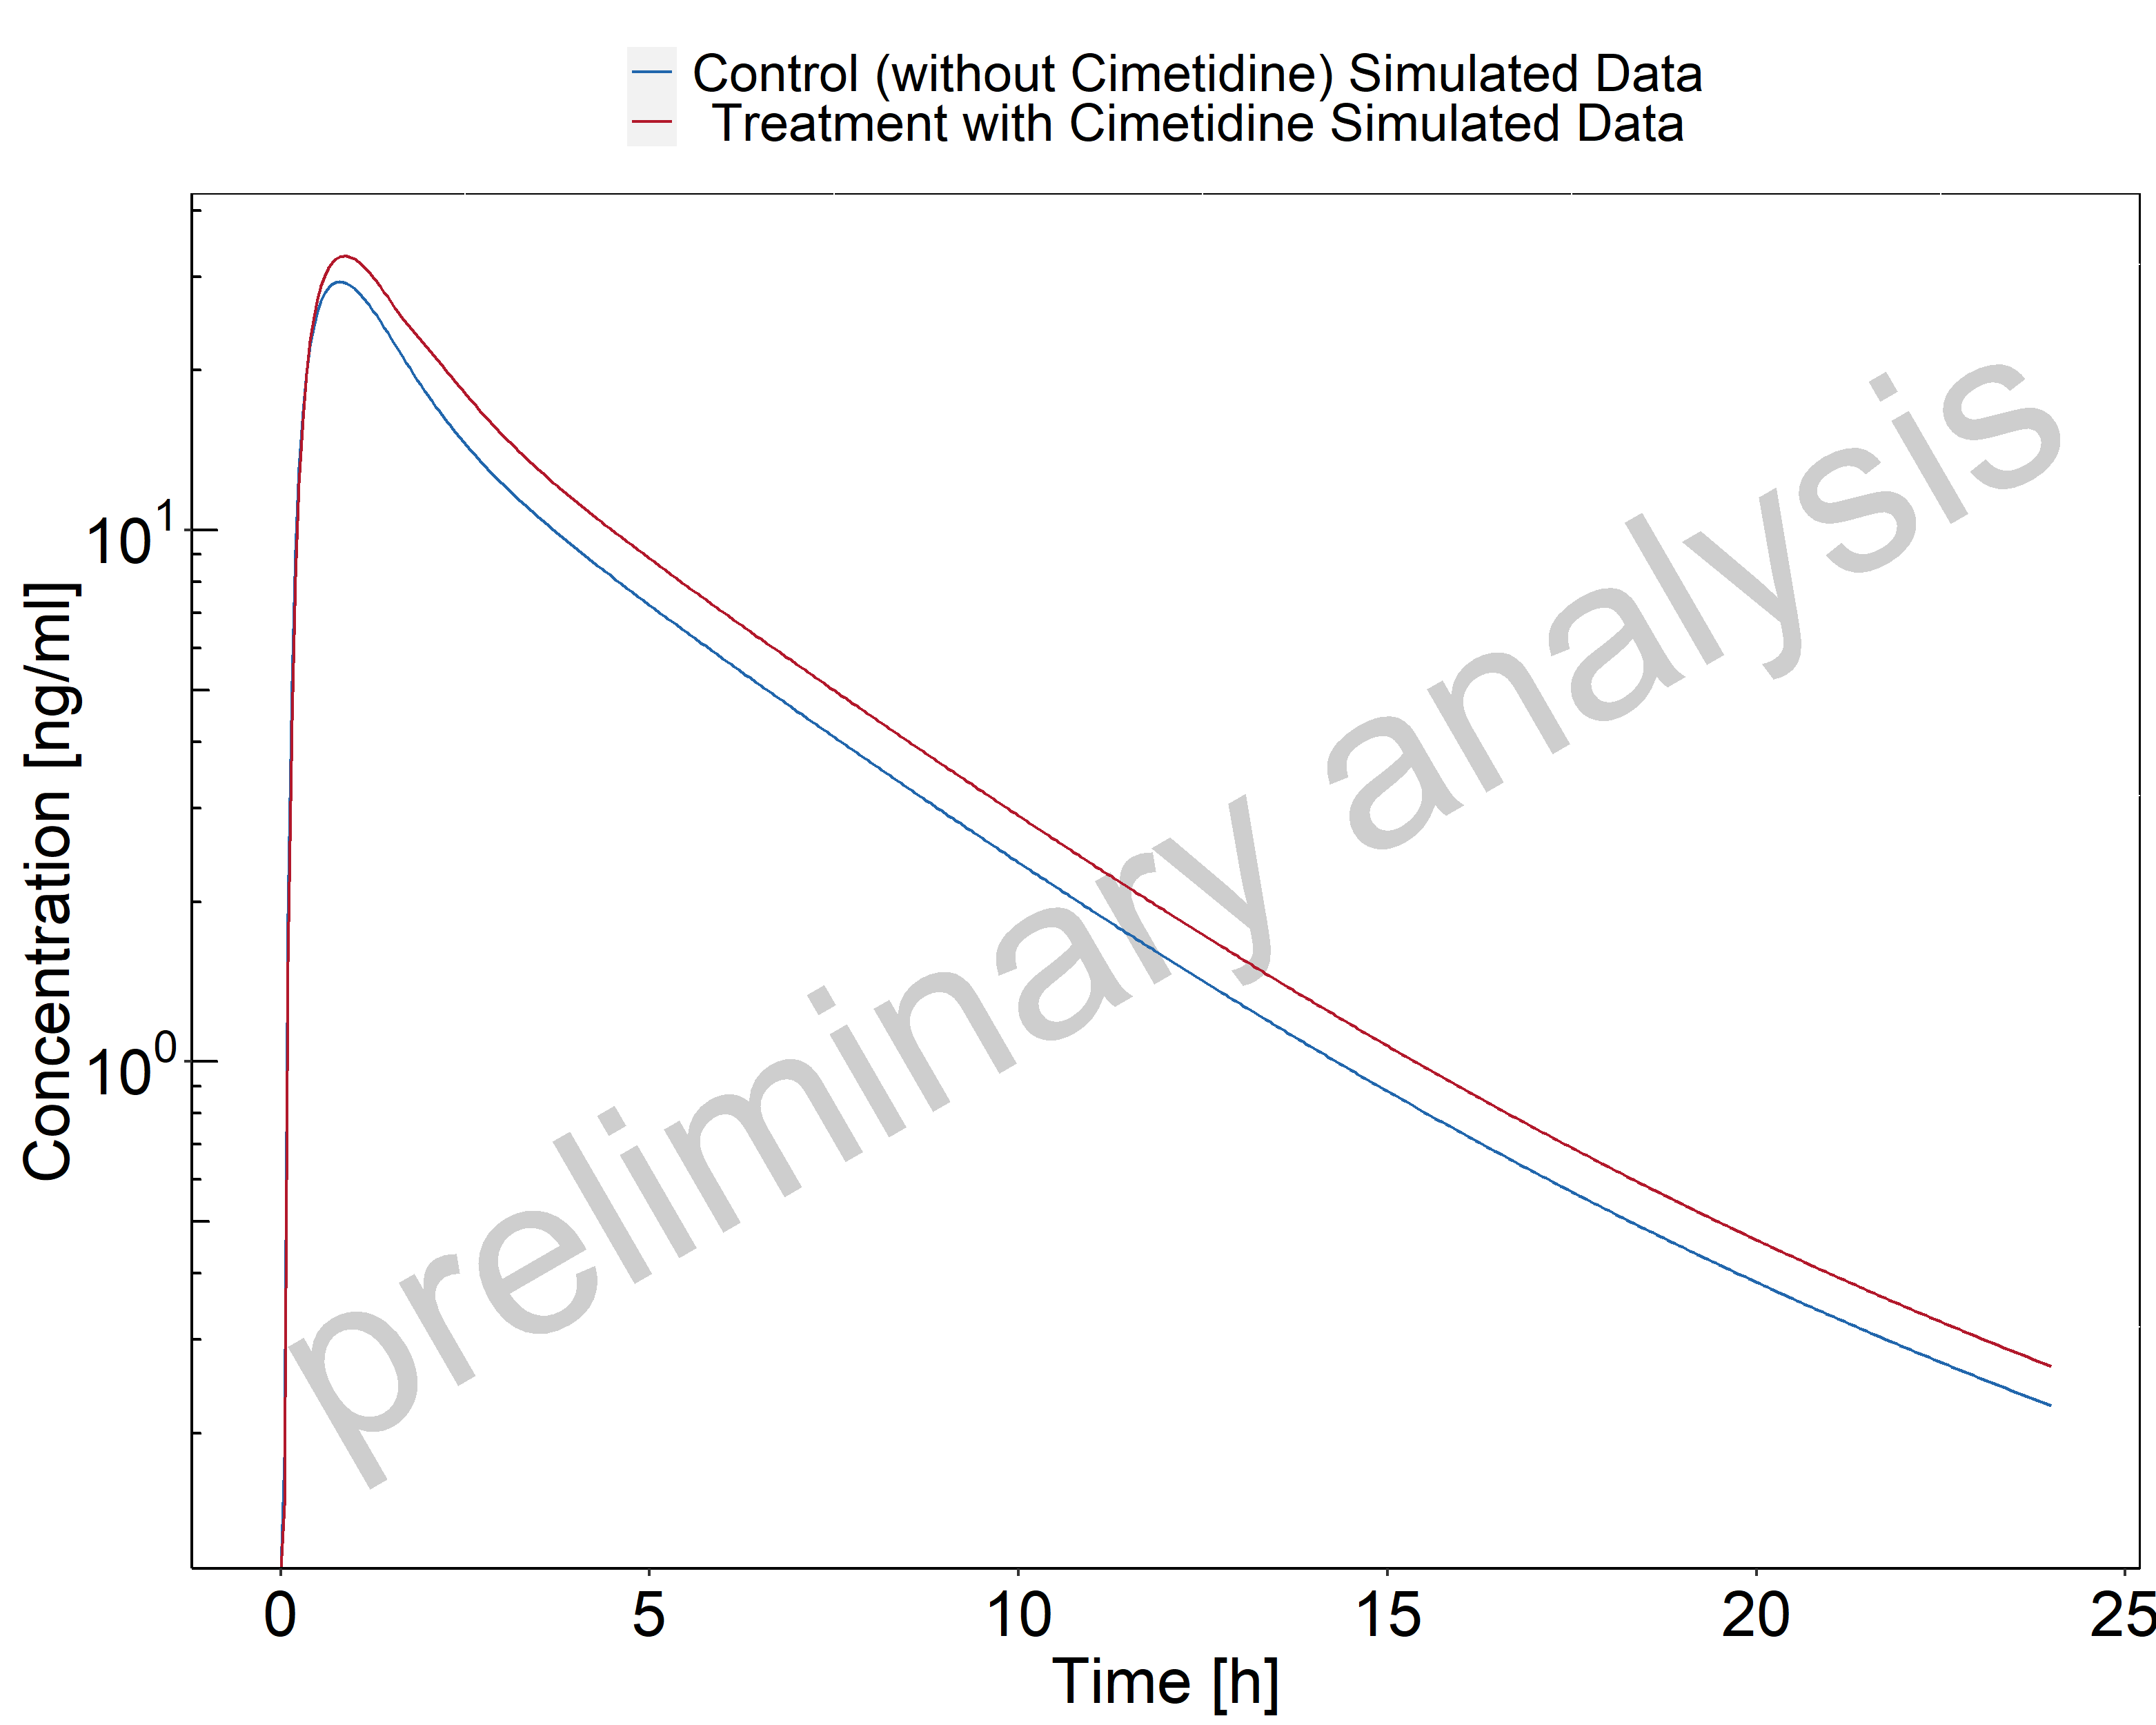 Control (without Cimetidine) Simulated Data
Treatment with Cimetidine Simulated Data
Concentration [ng/ml]
10¹
10⁰
preliminary analysis
0 5 10 15 20 25
Time [h]